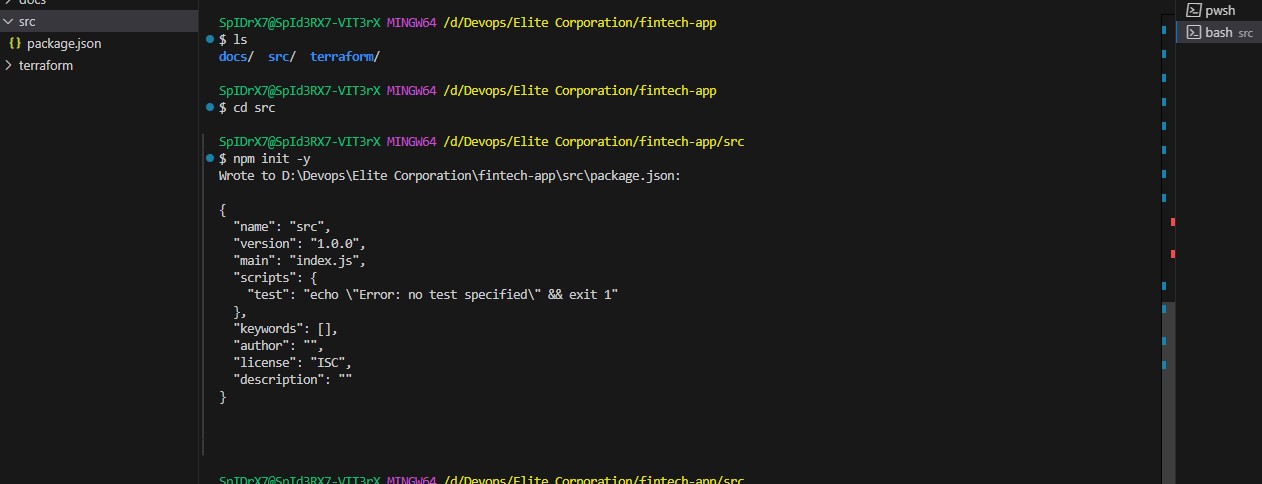 docs
src
{} package.json
terraform
SpIDrX7@SpId3RX7-VIT3rX MINGW64 /d/Devops/Elite Corporation/fintech-app
$ ls
docs/  src/  terraform/
SpIDrX7@SpId3RX7-VIT3rX MINGW64 /d/Devops/Elite Corporation/fintech-app
$ cd src
SpIDrX7@SpId3RX7-VIT3rX MINGW64 /d/Devops/Elite Corporation/fintech-app/src
$ npm init -y
Wrote to D:\Devops\Elite Corporation\fintech-app\src\package.json:
{
  "name": "src",
  "version": "1.0.0",
  "main": "index.js",
  "scripts": {
    "test": "echo \"Error: no test specified\" && exit 1"
  },
  "keywords": [],
  "author": "",
  "license": "ISC",
  "description": ""
}
SpIDrX7@SpId3RX7-VIT3rX MINGW64 /d/Devops/Elite Corporation/fintech-app/src
pwsh
bash src